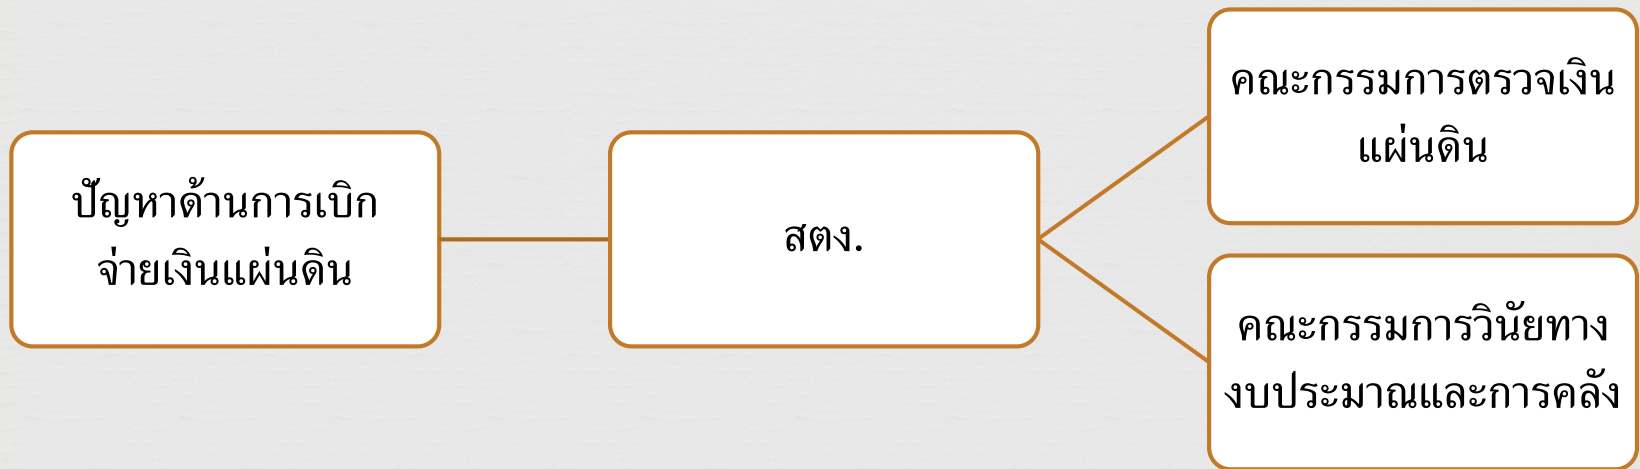 ปัญหาด้านการเบิก
จ่ายเงินแผ่นดิน
สตง.
คณะกรรมการตรวจเงิน
แผ่นดิน
คณะกรรมการวินัยทาง
งบประมาณและการคลัง